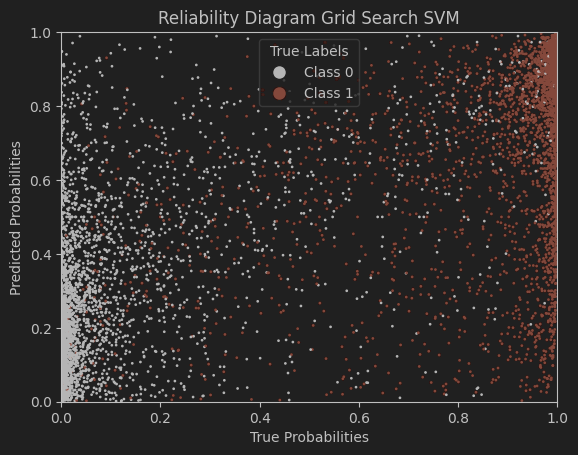 Reliability Diagram Grid Search SVM
True Labels
Class 0
Class 1
Predicted Probabilities
1.0
0.8
0.6
0.4
0.2
0.0
0.0 0.2 0.4 0.6 0.8 1.0
True Probabilities